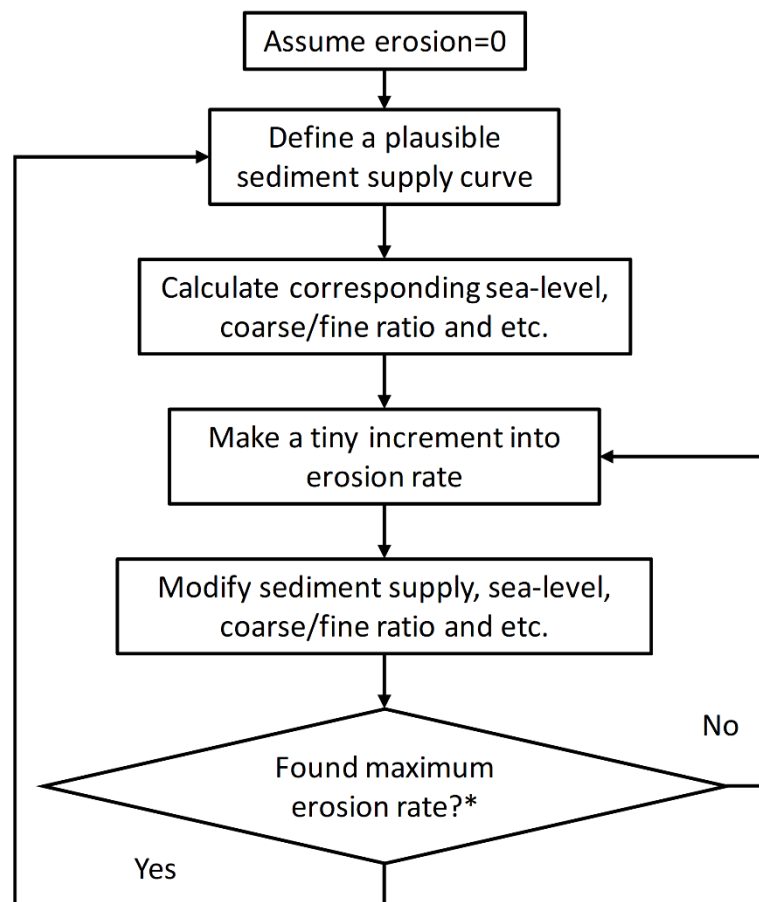 Assume erosion=0
Define a plausible
sediment supply curve
Calculate corresponding sea-level,
coarse/fine ratio and etc.
Make a tiny increment into
erosion rate
Modify sediment supply, sea-level,
coarse/fine ratio and etc.
No
Found maximum
erosion rate?*
Yes